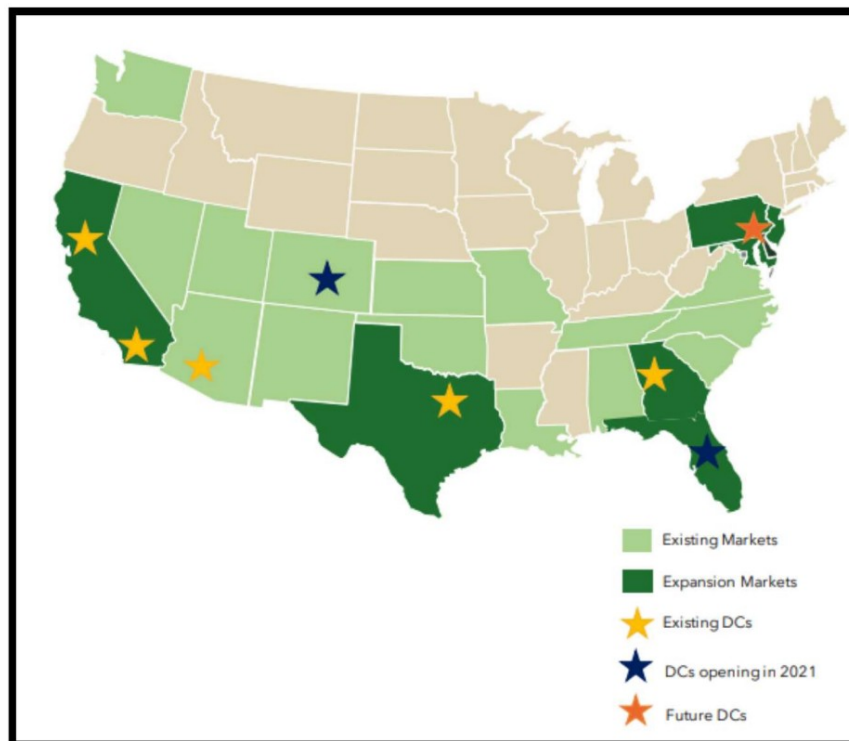 Existing Markets
Expansion Markets
Existing DCs
DCs opening in 2021
Future DCs